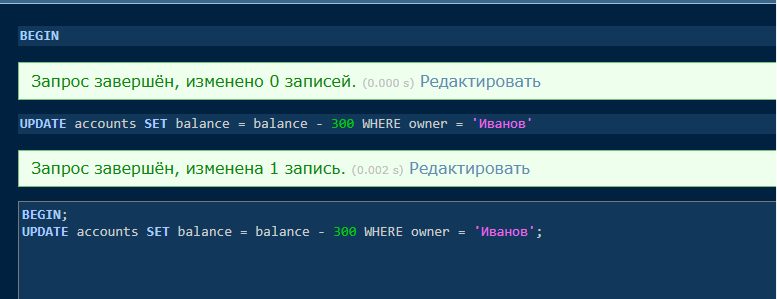 BEGIN
Запрос завершён, изменено 0 записей. (0.000 s) Редактировать
UPDATE accounts SET balance = balance - 300 WHERE owner = 'Иванов'
Запрос завершён, изменена 1 запись. (0.002 s) Редактировать
BEGIN;
UPDATE accounts SET balance = balance - 300 WHERE owner = 'Иванов';